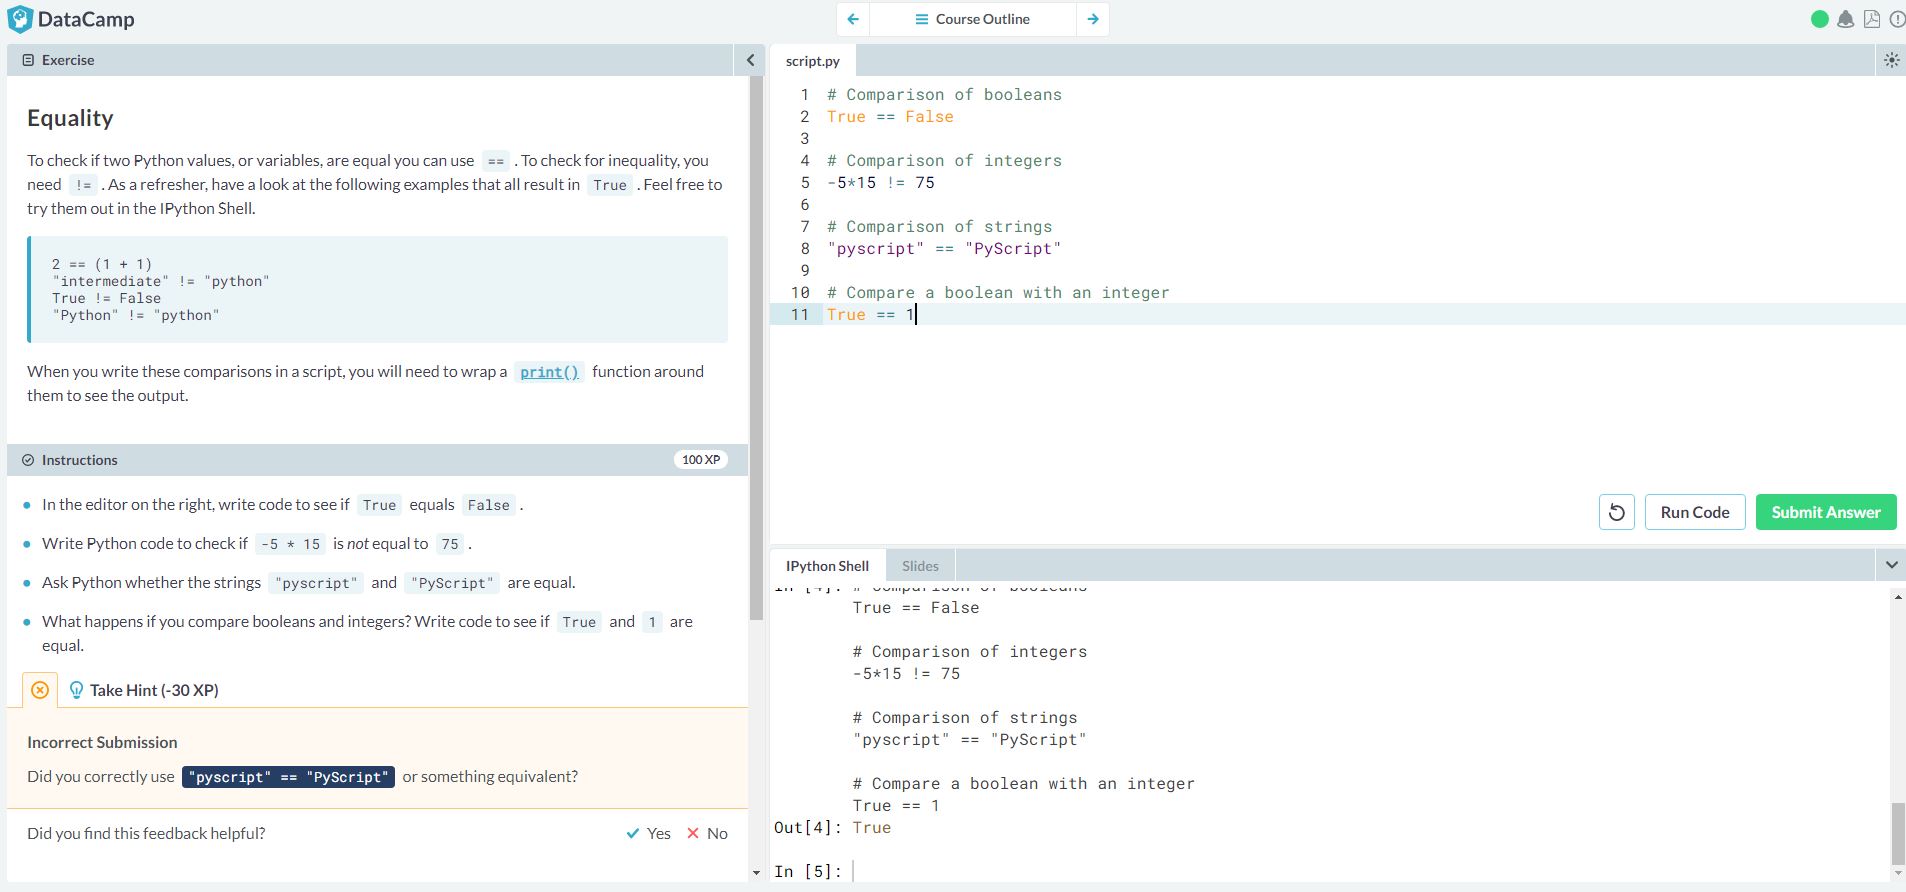 DataCamp
Course Outline
Exercise
Equality
To check if two Python values, or variables, are equal you can use == . To check for inequality, you
need != . As a refresher, have a look at the following examples that all result in True . Feel free to
try them out in the IPython Shell.
2 == (1 + 1)
"intermediate" != "python"
True != False
"Python" != "python"
When you write these comparisons in a script, you will need to wrap a print() function around
them to see the output.
Instructions
100 XP
In the editor on the right, write code to see if True equals False .
Write Python code to check if -5 * 15 is not equal to 75 .
Ask Python whether the strings "pyscript" and "PyScript" are equal.
What happens if you compare booleans and integers? Write code to see if True and 1 are
equal.
Take Hint (-30 XP)
Incorrect Submission
Did you correctly use "pyscript" == "PyScript" or something equivalent?
Did you find this feedback helpful?
Yes
No
script.py
1 # Comparison of booleans
2 True == False
3
4 # Comparison of integers
5 -5*15 != 75
6
7 # Comparison of strings
8 "pyscript" == "PyScript"
9
10 # Compare a boolean with an integer
11 True == 1
Run Code
Submit Answer
IPython Shell
Slides
In [4]: # Comparison of booleans
True == False
# Comparison of integers
-5*15 != 75
# Comparison of strings
"pyscript" == "PyScript"
# Compare a boolean with an integer
True == 1
Out[4]: True
In [5]: